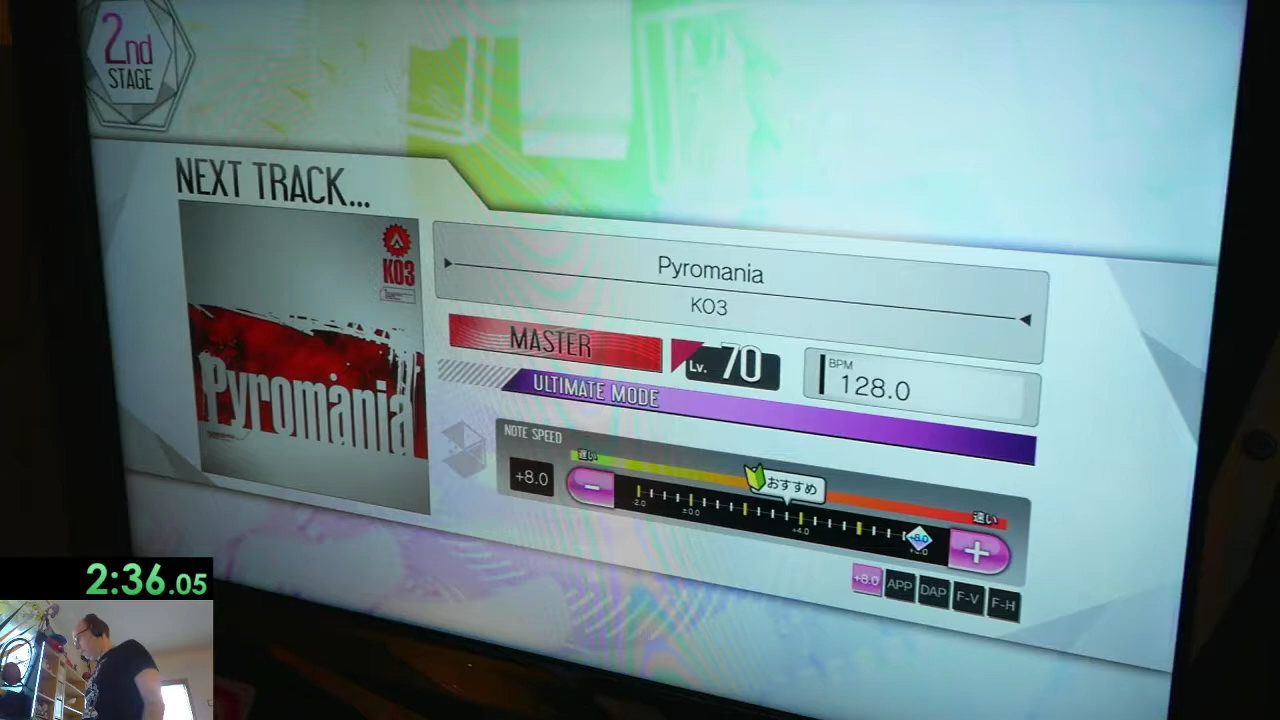 2nd
STAGE
NEXT TRACK...
KO3
Pyromania
Pyromania
KO3
MASTER
Lv. 70
BPM
128.0
ULTIMATE MODE
NOTE SPEED
+8.0
遅い
おすすめ
速い
-2.0
±0.0
+4.0
+8.0
+8.0 APP DAP F-V F-H
2:36.05